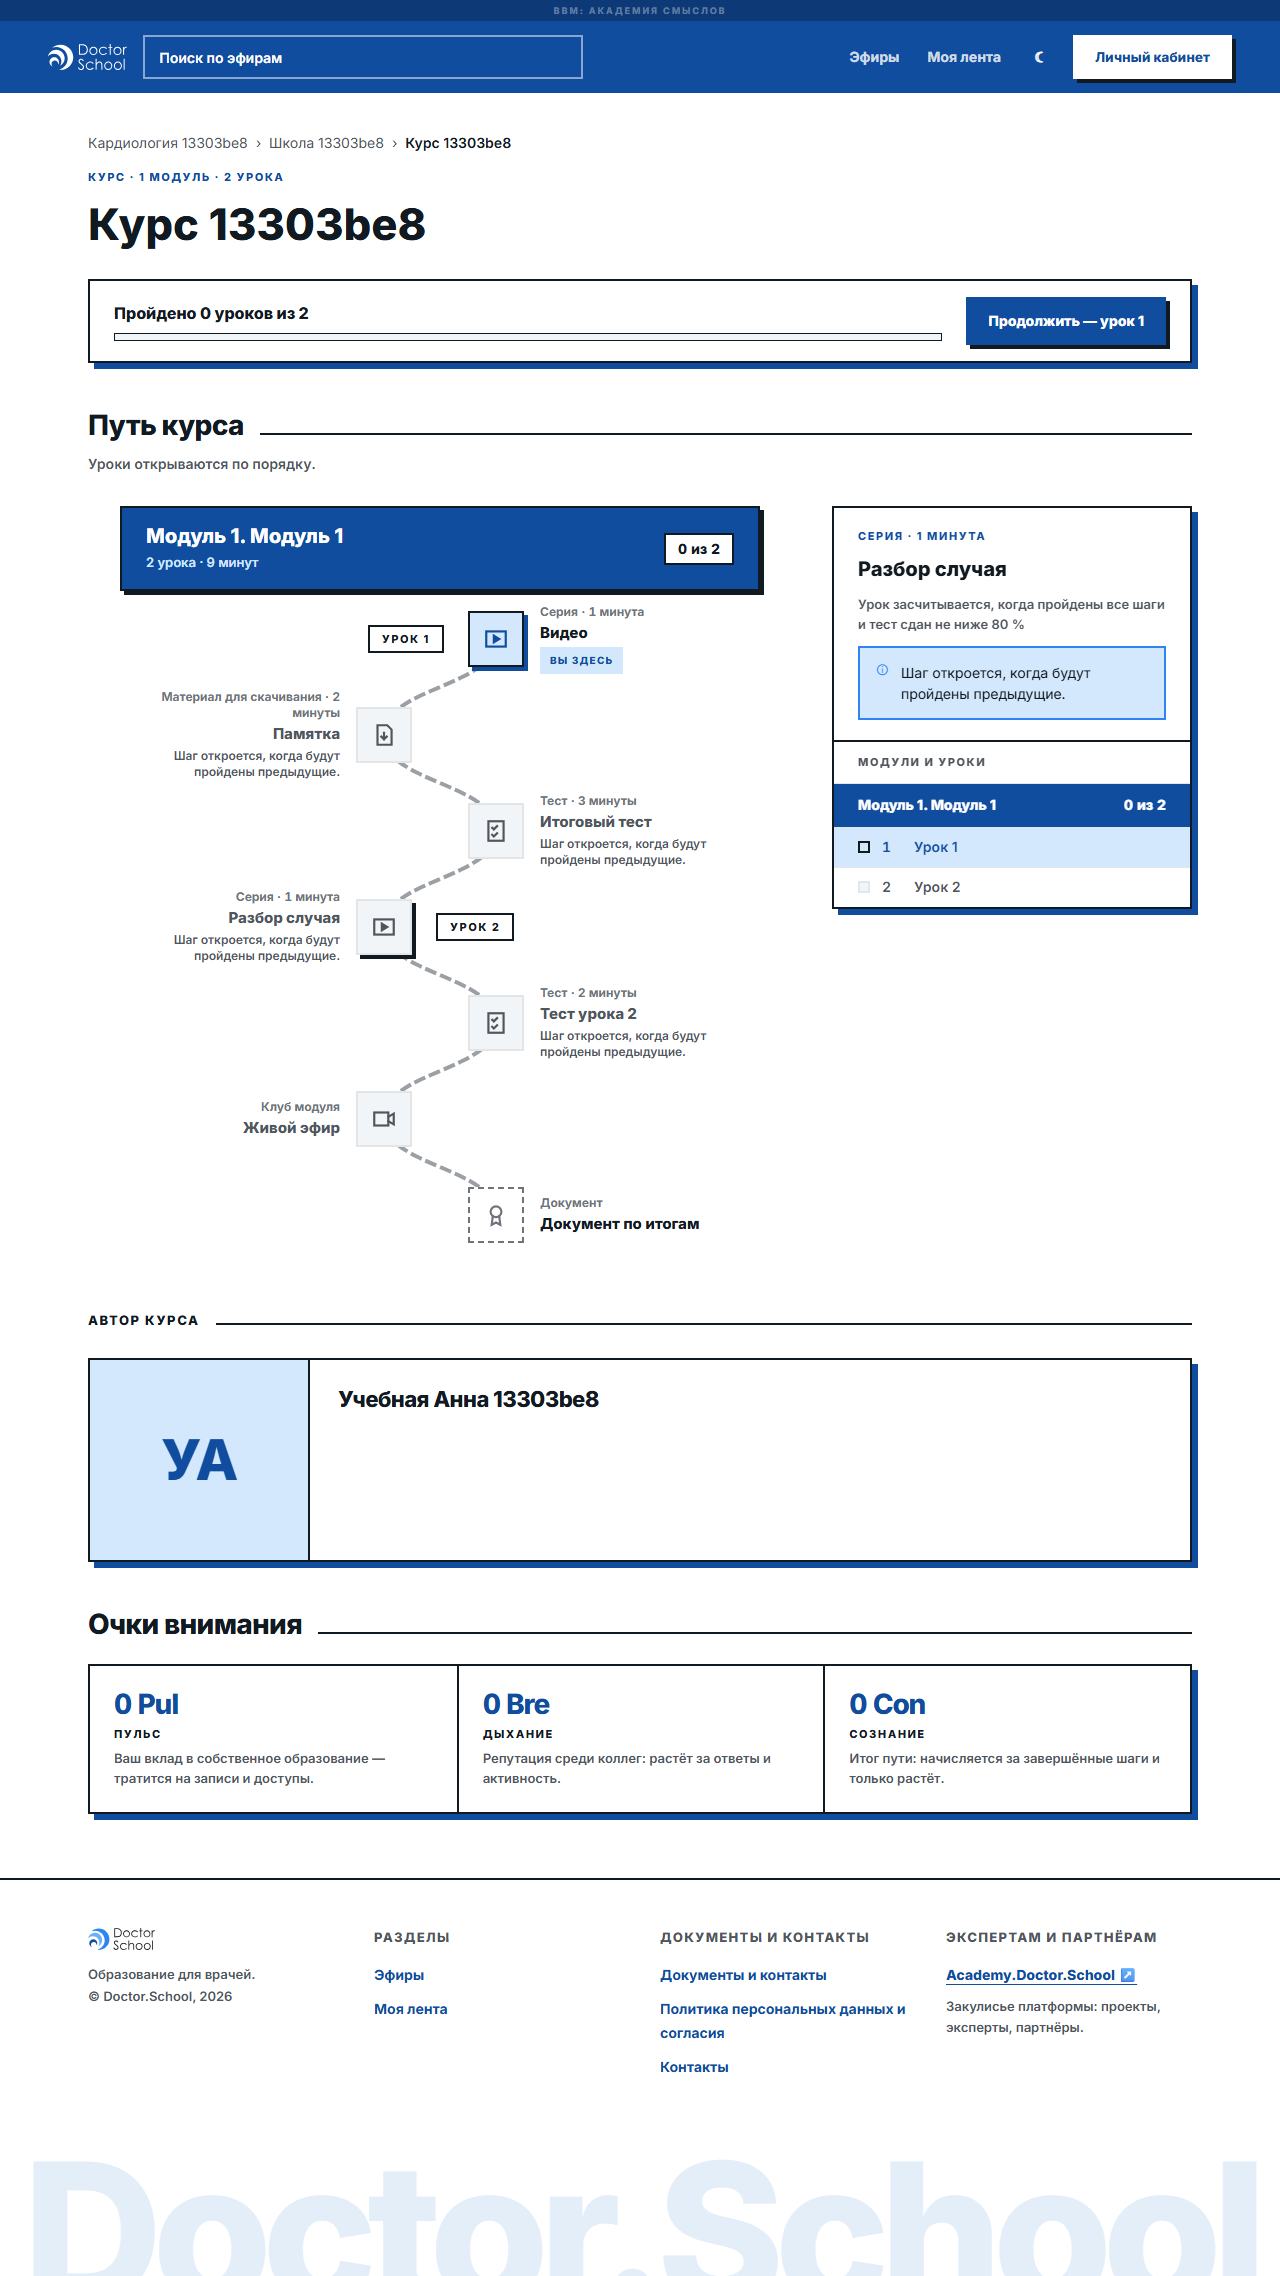 ВВМ: АКАДЕМИЯ СМЫСЛОВ
Doctor
School
Поиск по эфирам
Эфиры
Моя лента
Личный кабинет
Кардиология 13303be8 › Школа 13303be8 › Курс 13303be8
КУРС · 1 МОДУЛЬ · 2 УРОКА
Курс 13303be8
Пройдено 0 уроков из 2
Продолжить — урок 1
Путь курса
Уроки открываются по порядку.
Модуль 1. Модуль 1
2 урока · 9 минут
0 из 2
УРОК 1
Серия · 1 минута
Видео
ВЫ ЗДЕСЬ
Материал для скачивания · 2
минуты
Памятка
Шаг откроется, когда будут
пройдены предыдущие.
Тест · 3 минуты
Итоговый тест
Шаг откроется, когда будут
пройдены предыдущие.
Серия · 1 минута
Разбор случая
Шаг откроется, когда будут
пройдены предыдущие.
УРОК 2
Тест · 2 минуты
Тест урока 2
Шаг откроется, когда будут
пройдены предыдущие.
Клуб модуля
Живой эфир
Документ
Документ по итогам
СЕРИЯ · 1 МИНУТА
Разбор случая
Урок засчитывается, когда пройдены все шаги
и тест сдан не ниже 80 %
Шаг откроется, когда будут
пройдены предыдущие.
МОДУЛИ И УРОКИ
Модуль 1. Модуль 1
0 из 2
1 Урок 1
2 Урок 2
АВТОР КУРСА
УА
Учебная Анна 13303be8
Очки внимания
0 Pul
ПУЛЬС
Ваш вклад в собственное образование —
тратится на записи и доступы.
0 Bre
ДЫХАНИЕ
Репутация среди коллег: растёт за ответы и
активность.
0 Con
СОЗНАНИЕ
Итог пути: начисляется за завершённые шаги и
только растёт.
Doctor
School
Образование для врачей.
© Doctor.School, 2026
РАЗДЕЛЫ
Эфиры
Моя лента
ДОКУМЕНТЫ И КОНТАКТЫ
Документы и контакты
Политика персональных данных и
согласия
Контакты
ЭКСПЕРТАМ И ПАРТНЁРАМ
Academy.Doctor.School ↗
Закулисье платформы: проекты,
эксперты, партнёры.
Doctor.School